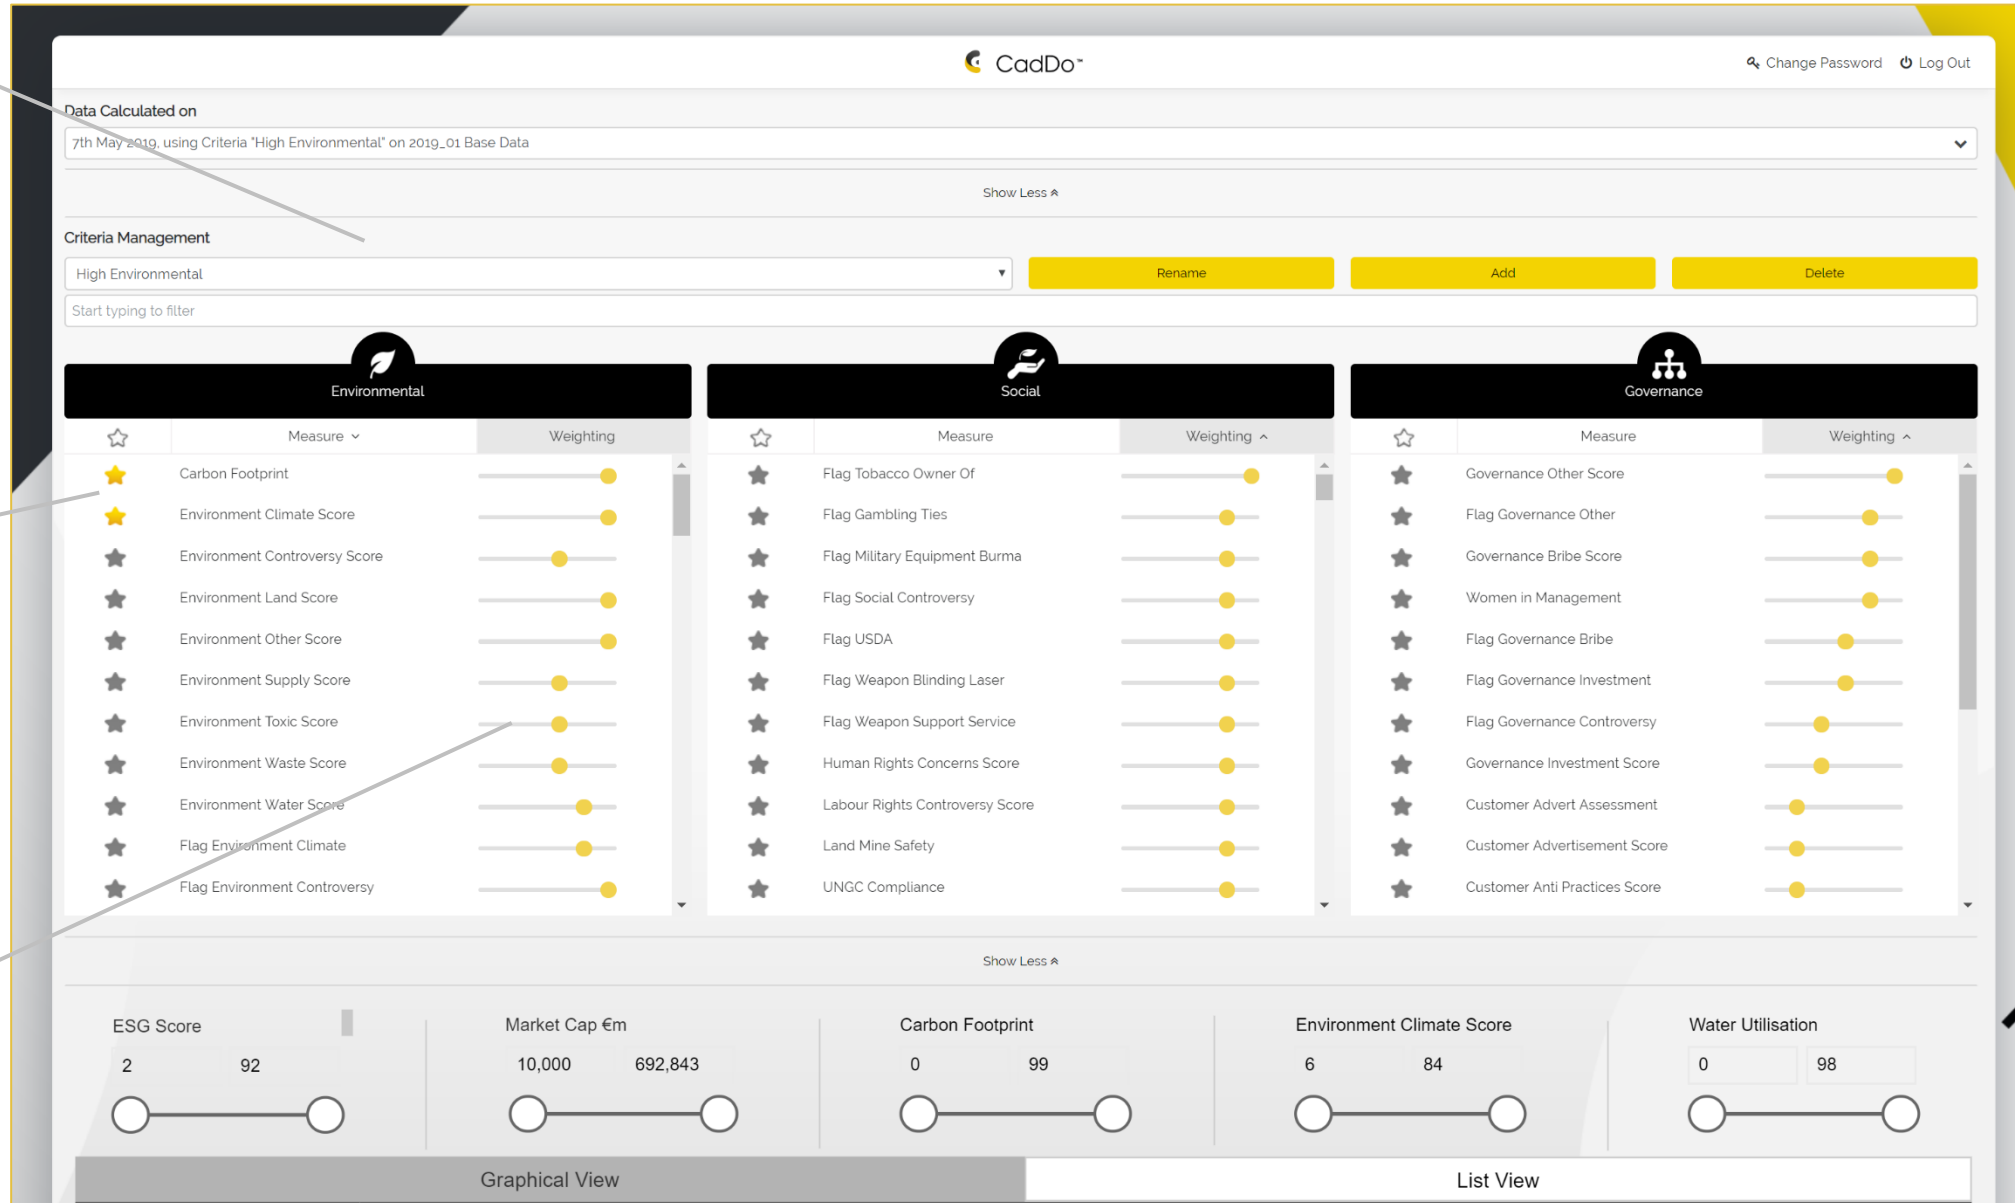 CadDo™
Change Password Log Out
Data Calculated on
7th May 2019, using Criteria "High Environmental" on 2019_01 Base Data
Show Less
Criteria Management
High Environmental
Rename
Add
Delete
Start typing to filter
Environmental
Social
Governance
Measure Weighting
Measure Weighting
Measure Weighting
Carbon Footprint
Environment Climate Score
Environment Controversy Score
Environment Land Score
Environment Other Score
Environment Supply Score
Environment Toxic Score
Environment Waste Score
Environment Water Score
Flag Environment Climate
Flag Environment Controversy
Flag Tobacco Owner Of
Flag Gambling Ties
Flag Military Equipment Burma
Flag Social Controversy
Flag USDA
Flag Weapon Blinding Laser
Flag Weapon Support Service
Human Rights Concerns Score
Labour Rights Controversy Score
Land Mine Safety
UNGC Compliance
Governance Other Score
Flag Governance Other
Governance Bribe Score
Women in Management
Flag Governance Bribe
Flag Governance Investment
Flag Governance Controversy
Governance Investment Score
Customer Advert Assessment
Customer Advertisement Score
Customer Anti Practices Score
Show Less
ESG Score
2 92
Market Cap €m
10,000 692,843
Carbon Footprint
0 99
Environment Climate Score
6 84
Water Utilisation
0 98
Graphical View
List View